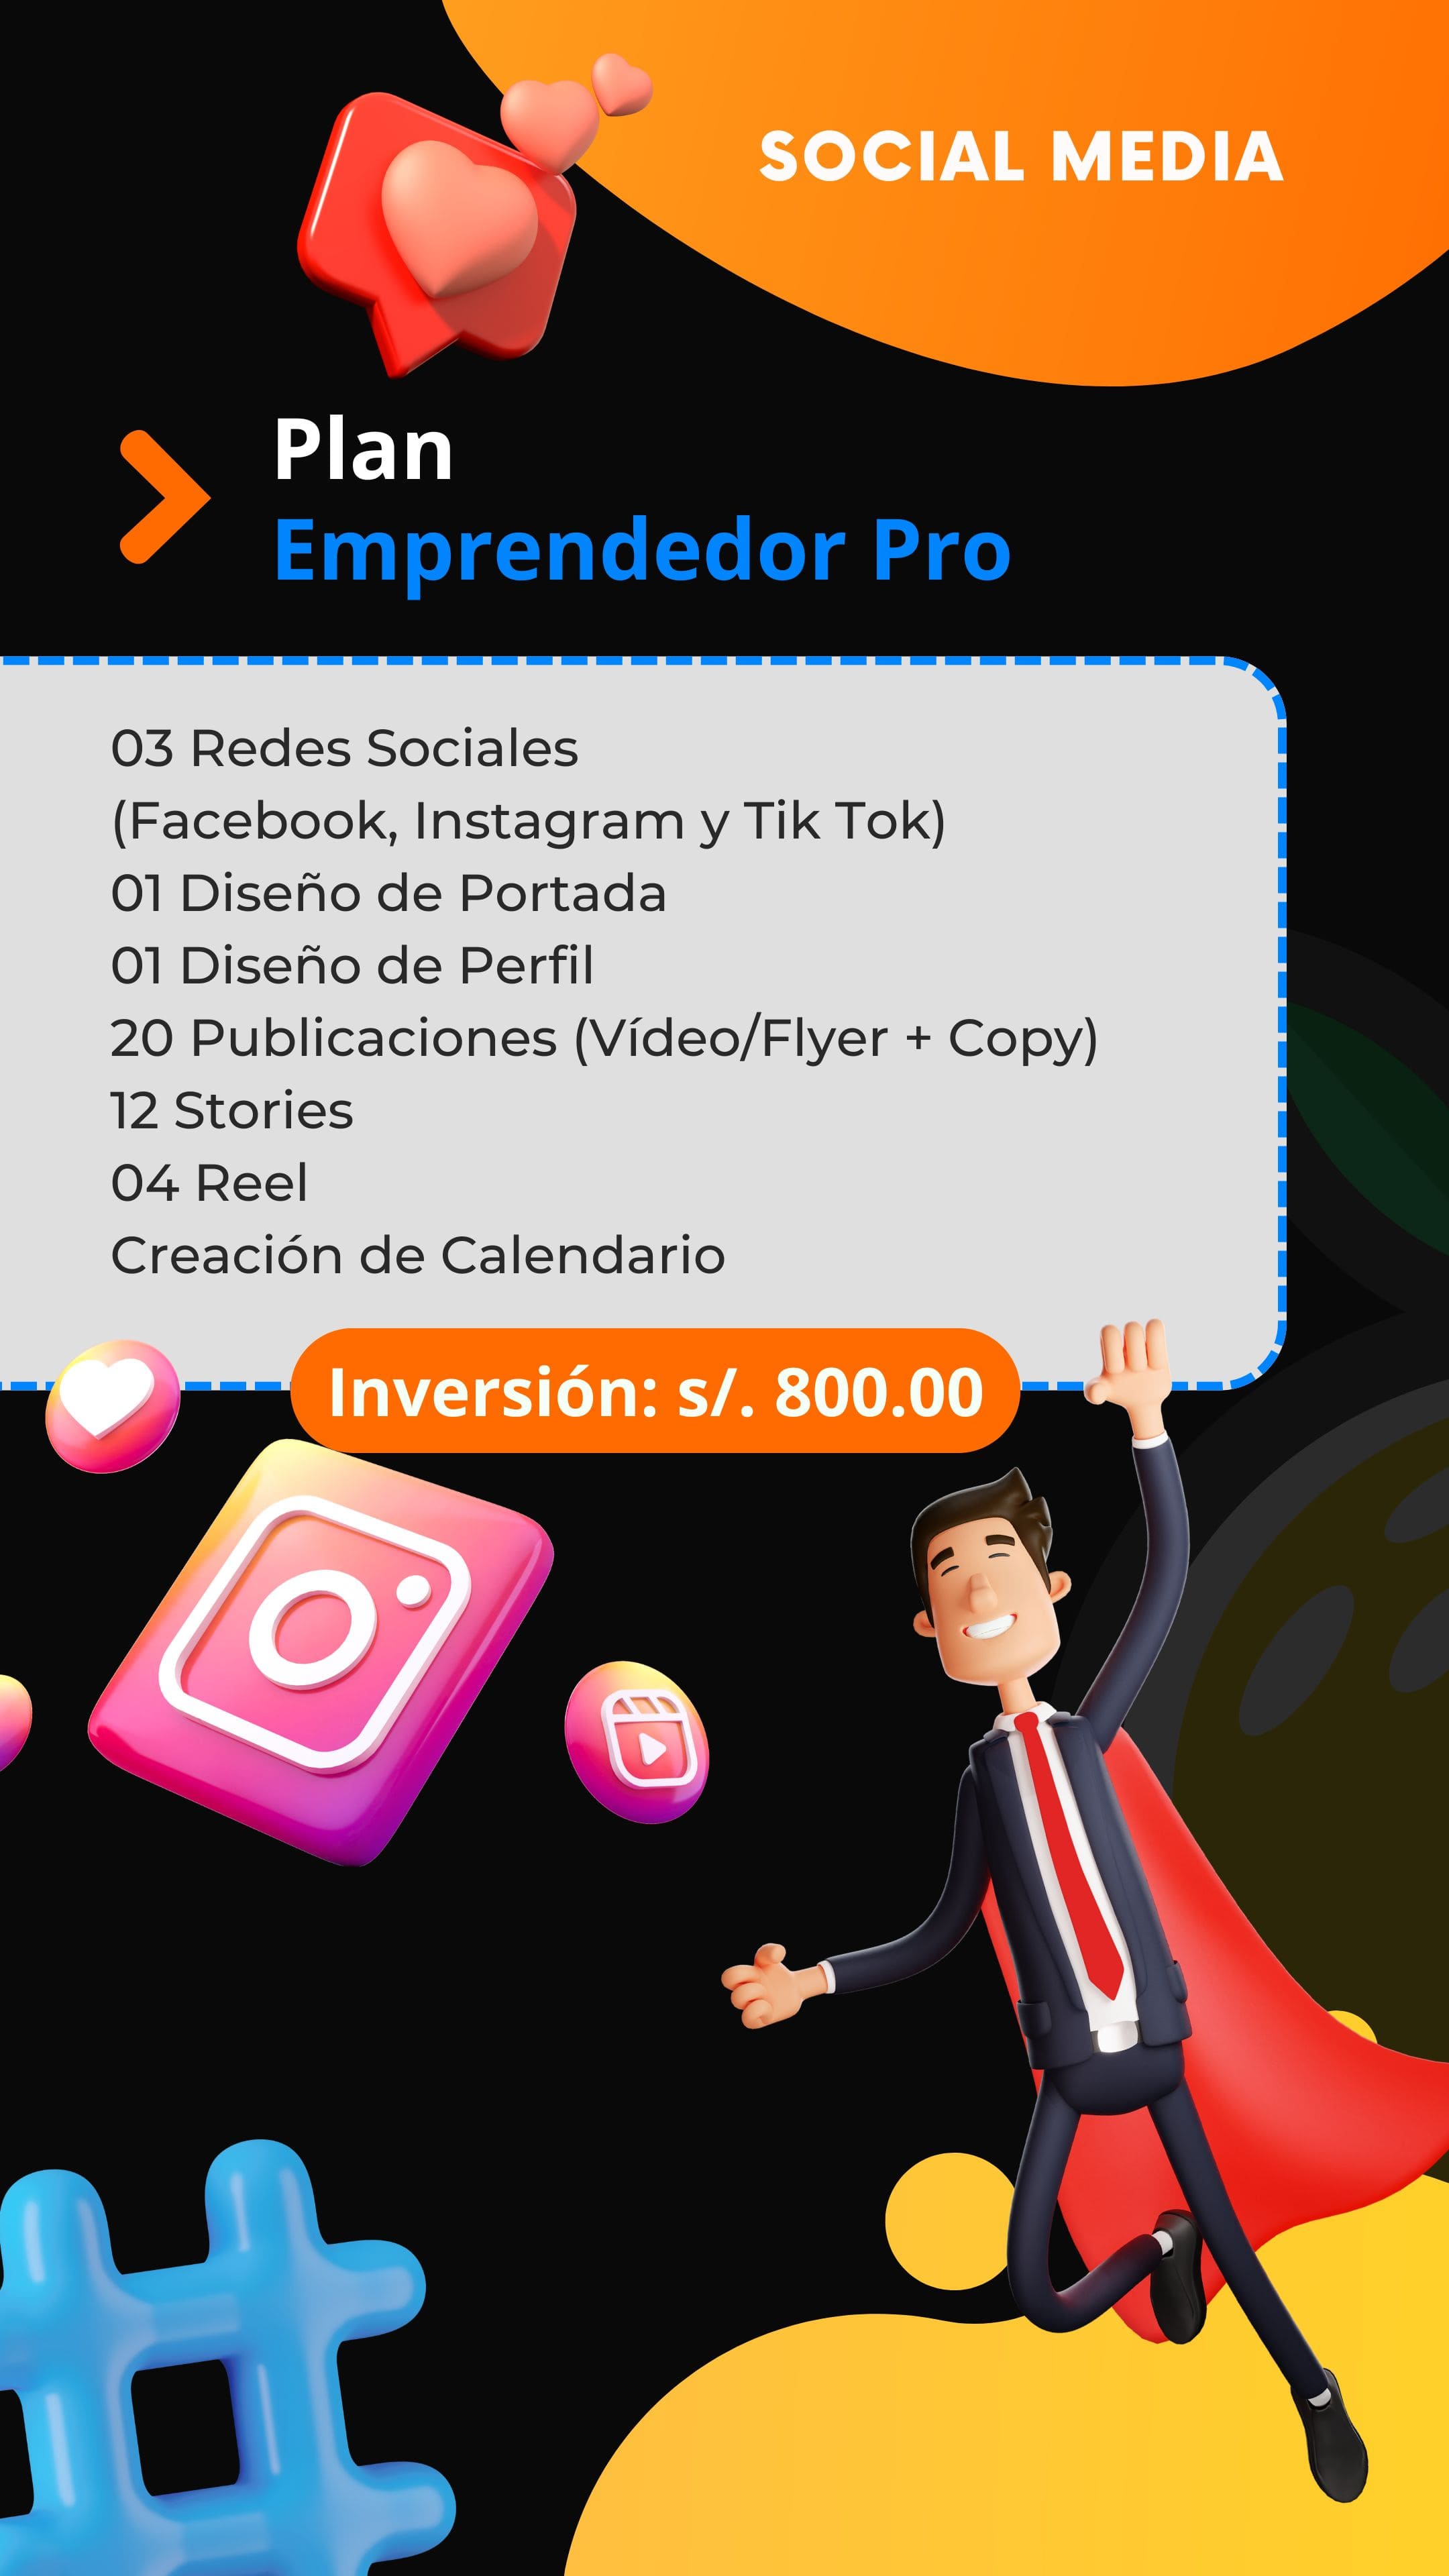 SOCIAL MEDIA
Plan
Emprendedor Pro
03 Redes Sociales
(Facebook, Instagram y Tik Tok)
01 Diseño de Portada
01 Diseño de Perfil
20 Publicaciones (Vídeo/Flyer + Copy)
12 Stories
04 Reel
Creación de Calendario
Inversión: s/. 800.00